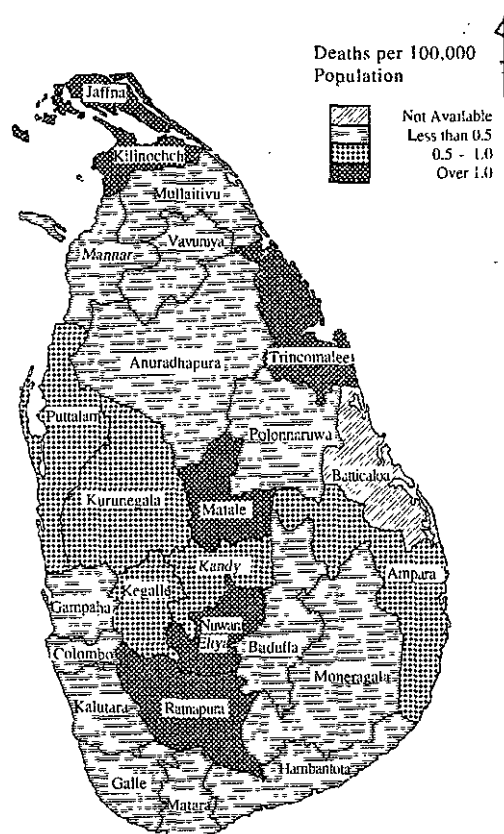 Deaths per 100,000
Population
Not Available
Less than 0.5
0.5 - 1.0
Over 1.0
Jaffna
Kilinochch
Mullaitivu
Vavuniya
Mannar
Anuradhapura
Trincomalee
Puttalam
Polonnaruwa
Batticaloa
Kurunegala
Matale
Kandy
Ampara
Kegalle
Gampaha
Nuwara
Eliya
Colombo
Badulla
Moneragala
Kalutara
Ratnapura
Hambantota
Galle
Matara